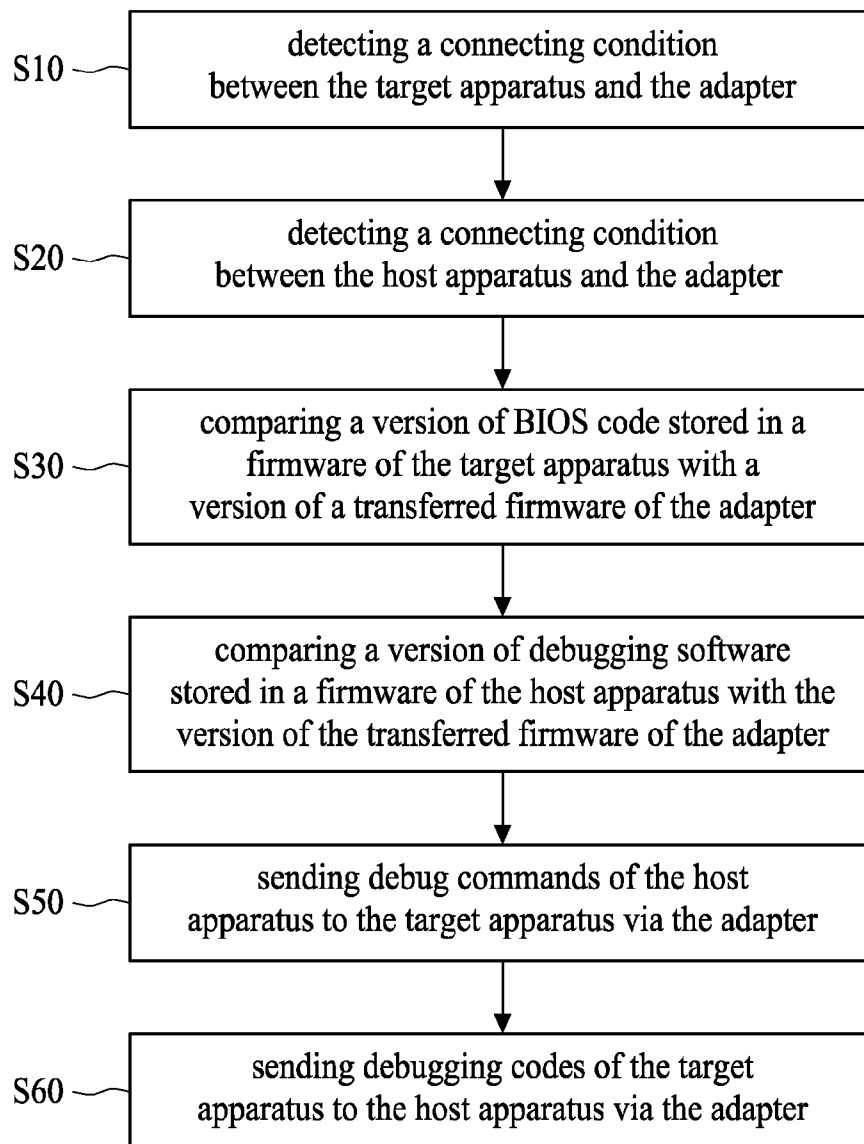 S10
detecting a connecting condition
between the target apparatus and the adapter
S20
detecting a connecting condition
between the host apparatus and the adapter
S30
comparing a version of BIOS code stored in a
firmware of the target apparatus with a
version of a transferred firmware of the adapter
S40
comparing a version of debugging software
stored in a firmware of the host apparatus with the
version of the transferred firmware of the adapter
S50
sending debug commands of the host
apparatus to the target apparatus via the adapter
S60
sending debugging codes of the target
apparatus to the host apparatus via the adapter